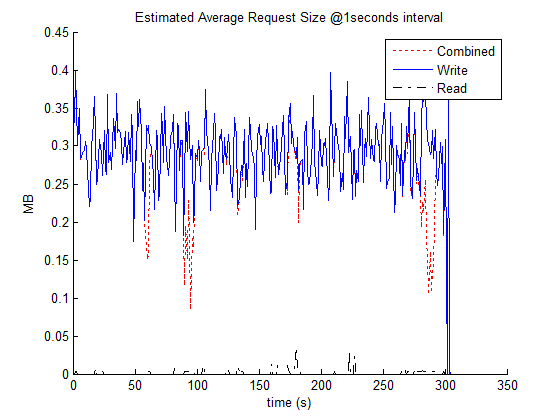 Estimated Average Request Size @1seconds interval
Combined
Write
Read
MB
0.45
0.4
0.35
0.3
0.25
0.2
0.15
0.1
0.05
0
0 50 100 150 200 250 300 350
time (s)